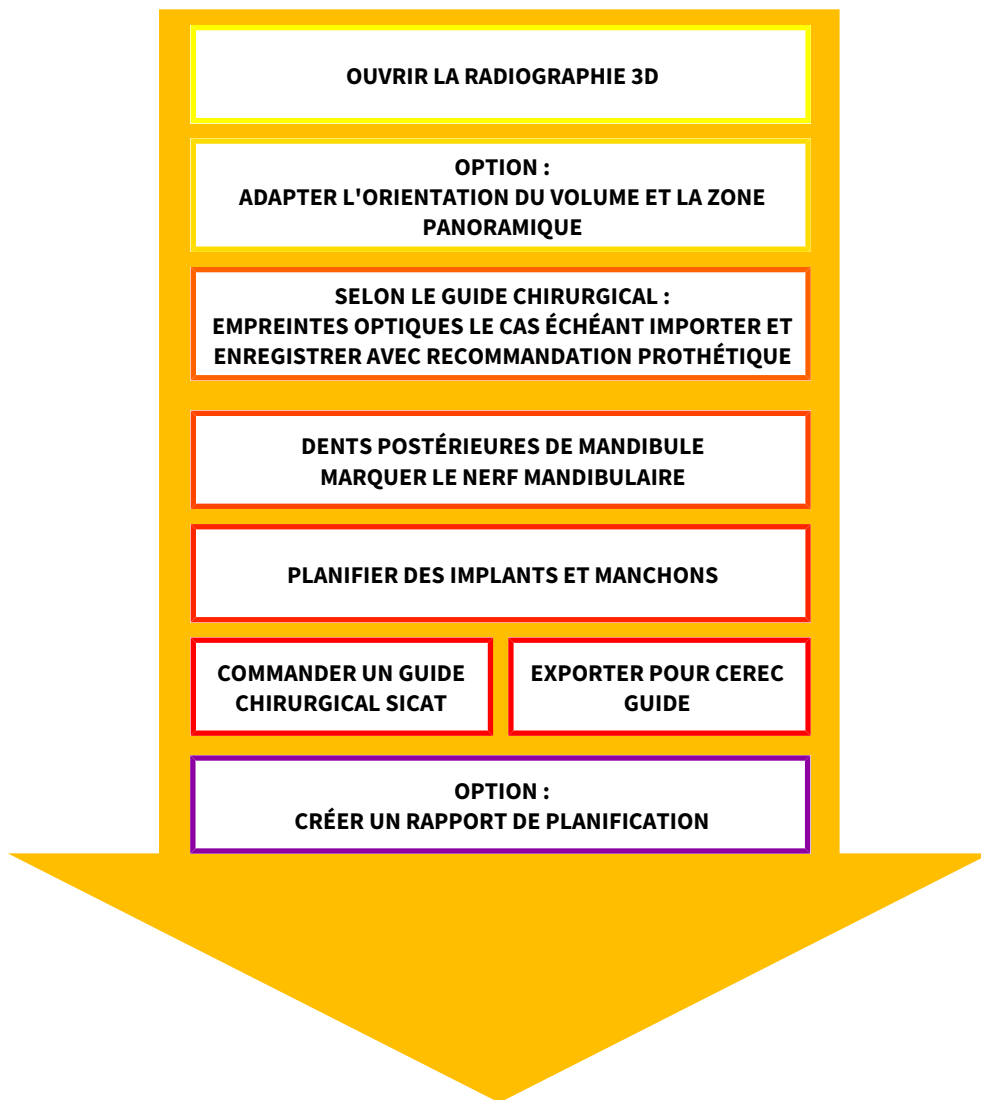 OUVRIR LA RADIOGRAPHIE 3D
OPTION :
ADAPTER L'ORIENTATION DU VOLUME ET LA ZONE
PANORAMIQUE
SELON LE GUIDE CHIRURGICAL :
EMPREINTES OPTIQUES LE CAS ÉCHÉANT IMPORTER ET
ENREGISTRER AVEC RECOMMANDATION PROTHÉTIQUE
DENTS POSTÉRIEURES DE MANDIBULE
MARQUER LE NERF MANDIBULAIRE
PLANIFIER DES IMPLANTS ET MANCHONS
COMMANDER UN GUIDE
CHIRURGICAL SICAT
EXPORTER POUR CEREC
GUIDE
OPTION :
CRÉER UN RAPPORT DE PLANIFICATION